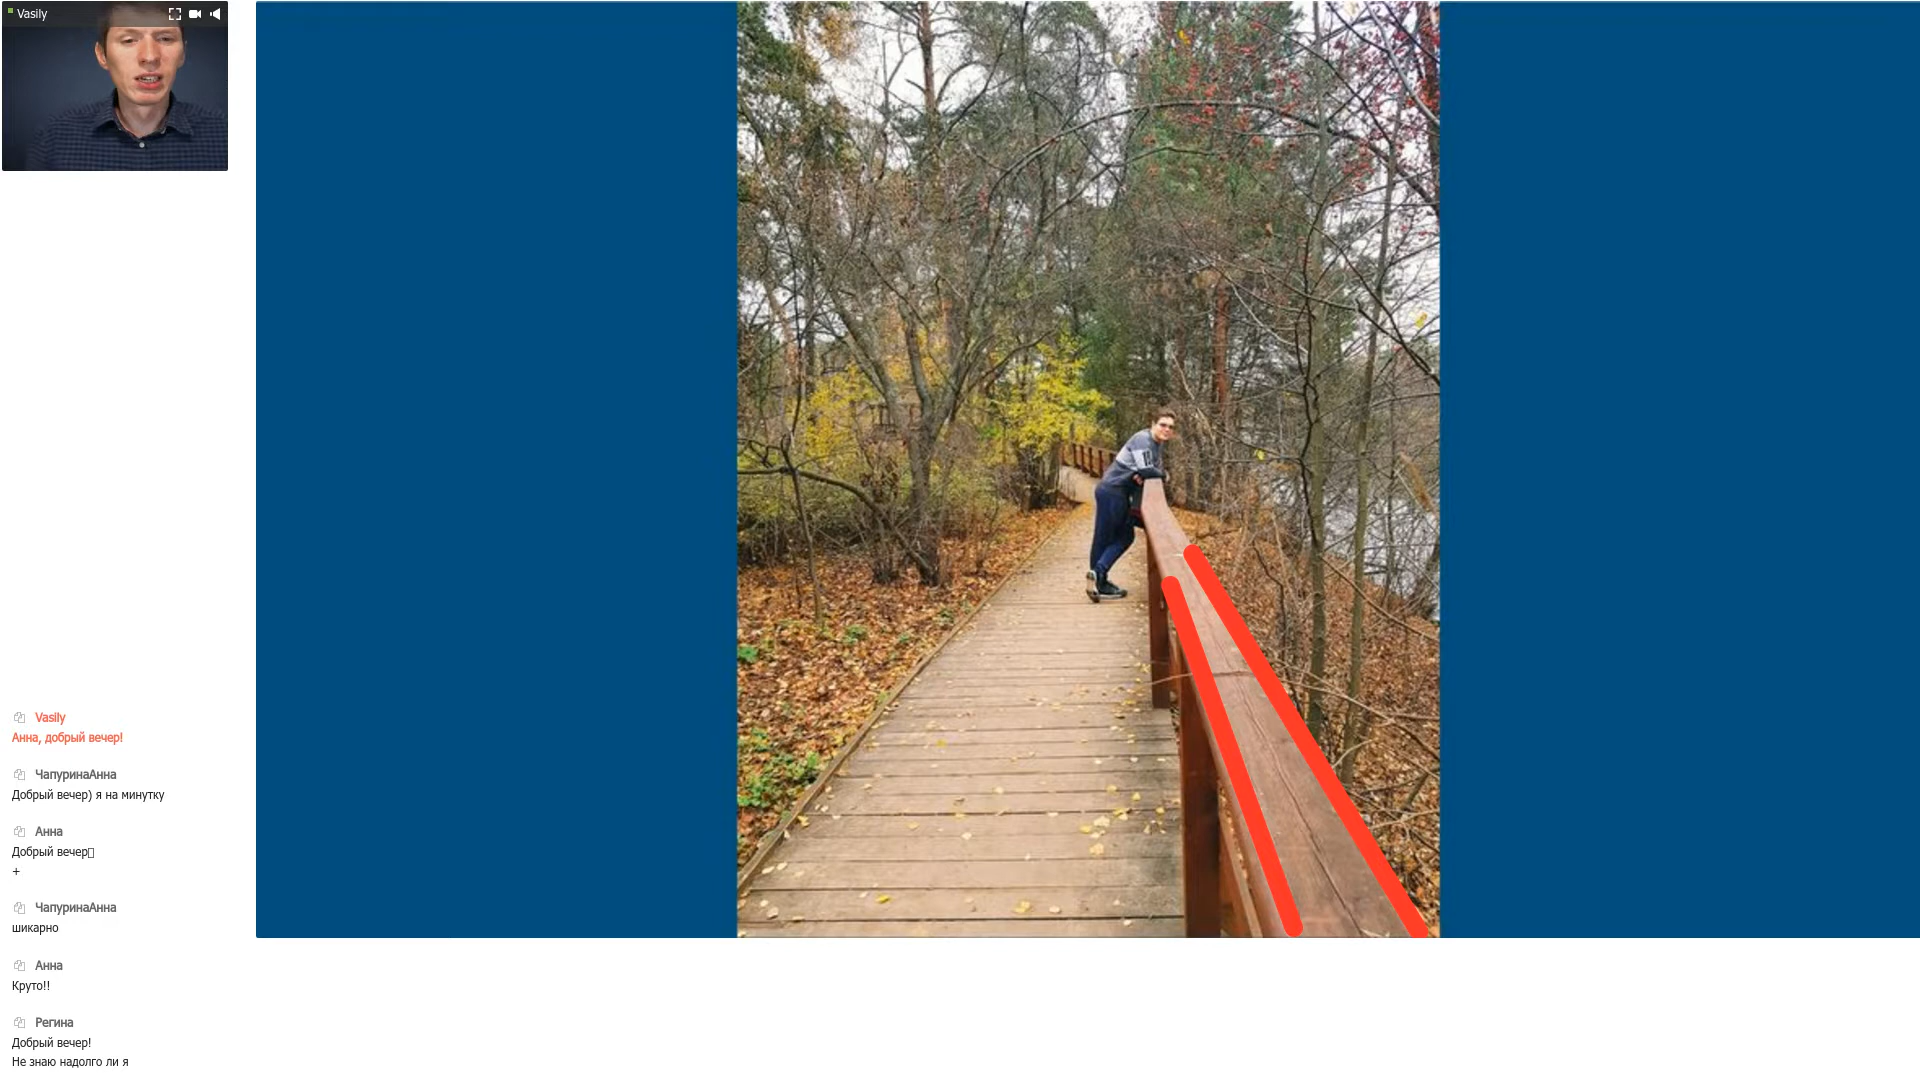 Vasily
Vasily
Анна, добрый вечер!
ЧапуринаАнна
Добрый вечер) я на минутку
Анна
Добрый вечер
+
ЧапуринаАнна
шикарно
Анна
Круто!!
Регина
Добрый вечер!
Не знаю надолго ли я